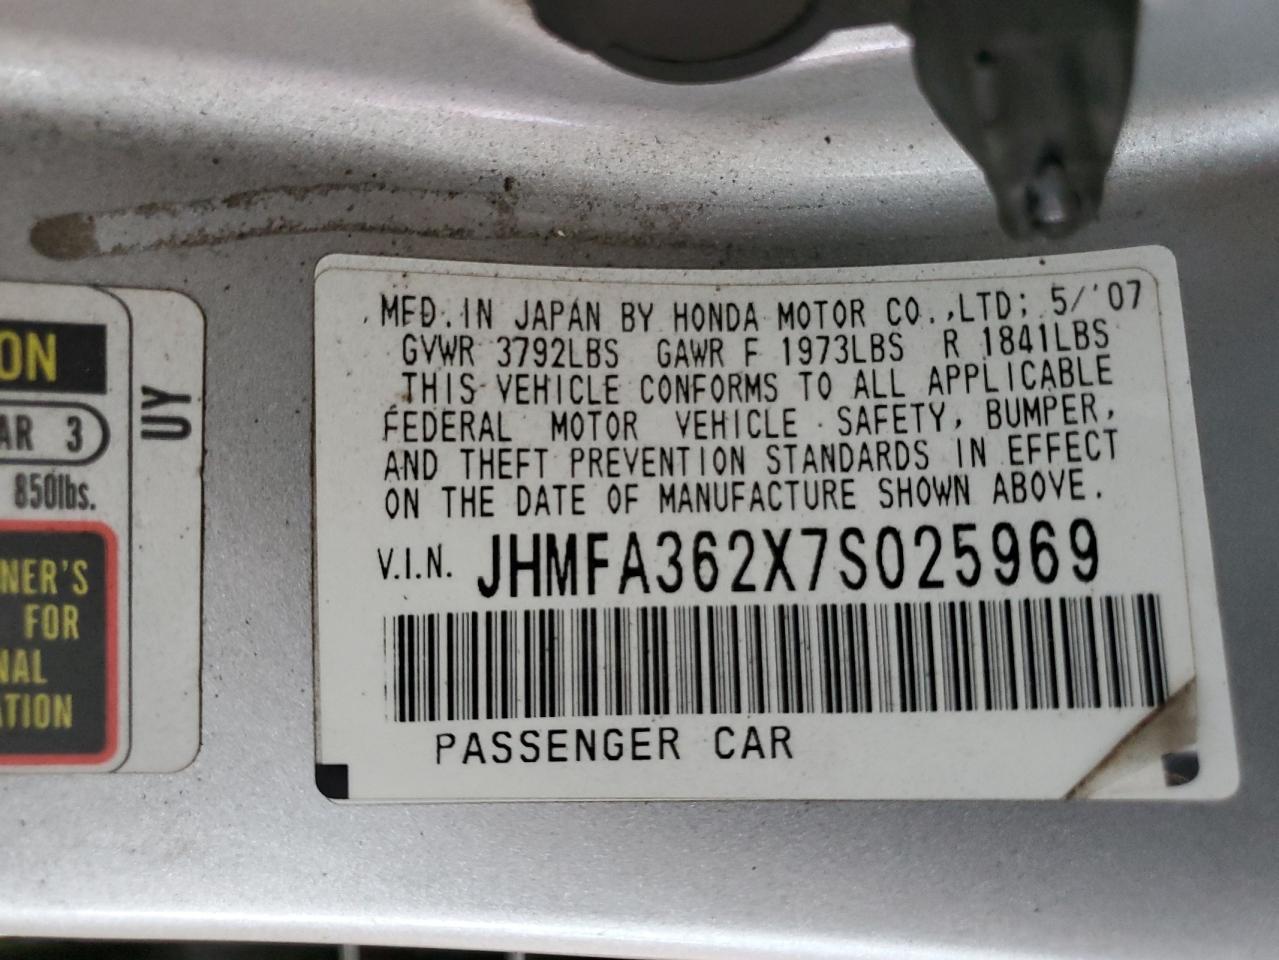 ON
AR 3
850lbs.
NER'S
FOR
NAL
ATION
UY
MFD. IN JAPAN BY HONDA MOTOR CO.,LTD; 5/'07
GVWR 3792LBS GAWR F 1973LBS R 1841LBS
THIS VEHICLE CONFORMS TO ALL APPLICABLE
FEDERAL MOTOR VEHICLE SAFETY, BUMPER,
AND THEFT PREVENTION STANDARDS IN EFFECT
ON THE DATE OF MANUFACTURE SHOWN ABOVE.
V.I.N. JHMFA362X7S025969
PASSENGER CAR